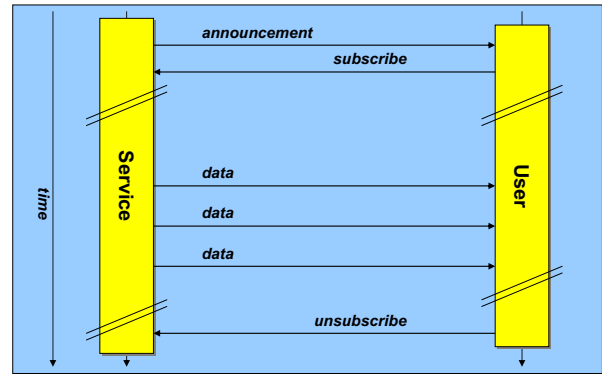 announcement
subscribe
Service
User
time
data
data
data
unsubscribe